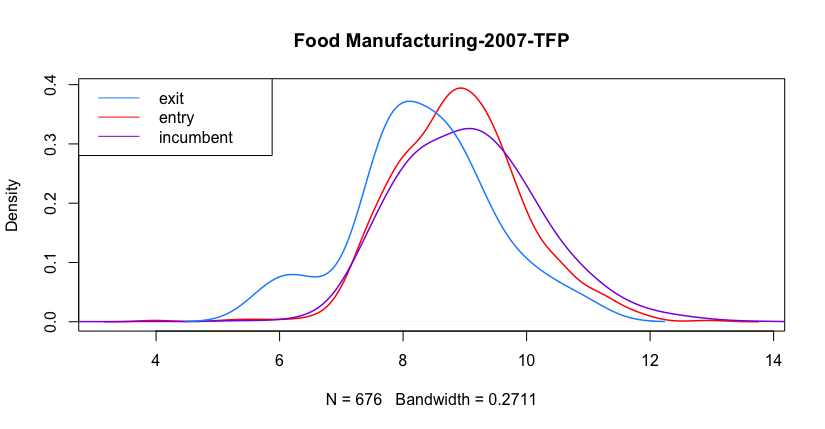 Food Manufacturing-2007-TFP
exit
entry
incumbent
Density
0.0
0.1
0.2
0.3
0.4
4 6 8 10 12 14
N = 676 Bandwidth = 0.2711